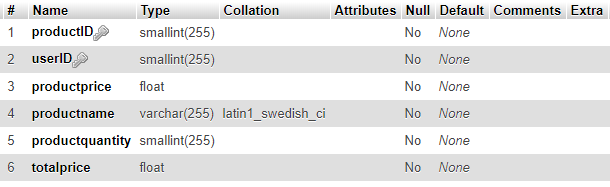 # Name Type Collation Attributes Null Default Comments Extra
1 productID smallint(255) No None
2 userID smallint(255) No None
3 productprice float No None
4 productname varchar(255) latin1_swedish_ci No None
5 productquantity smallint(255) No None
6 totalprice float No None